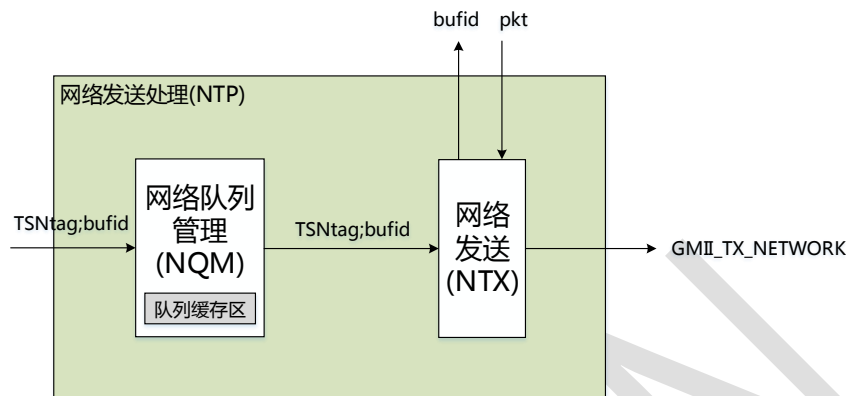 bufid pkt
网络发送处理(NTP)
TSNtag;bufid
网络队列
管理
(NQM)
队列缓存区
TSNtag;bufid
网络
发送
(NTX)
GMII_TX_NETWORK